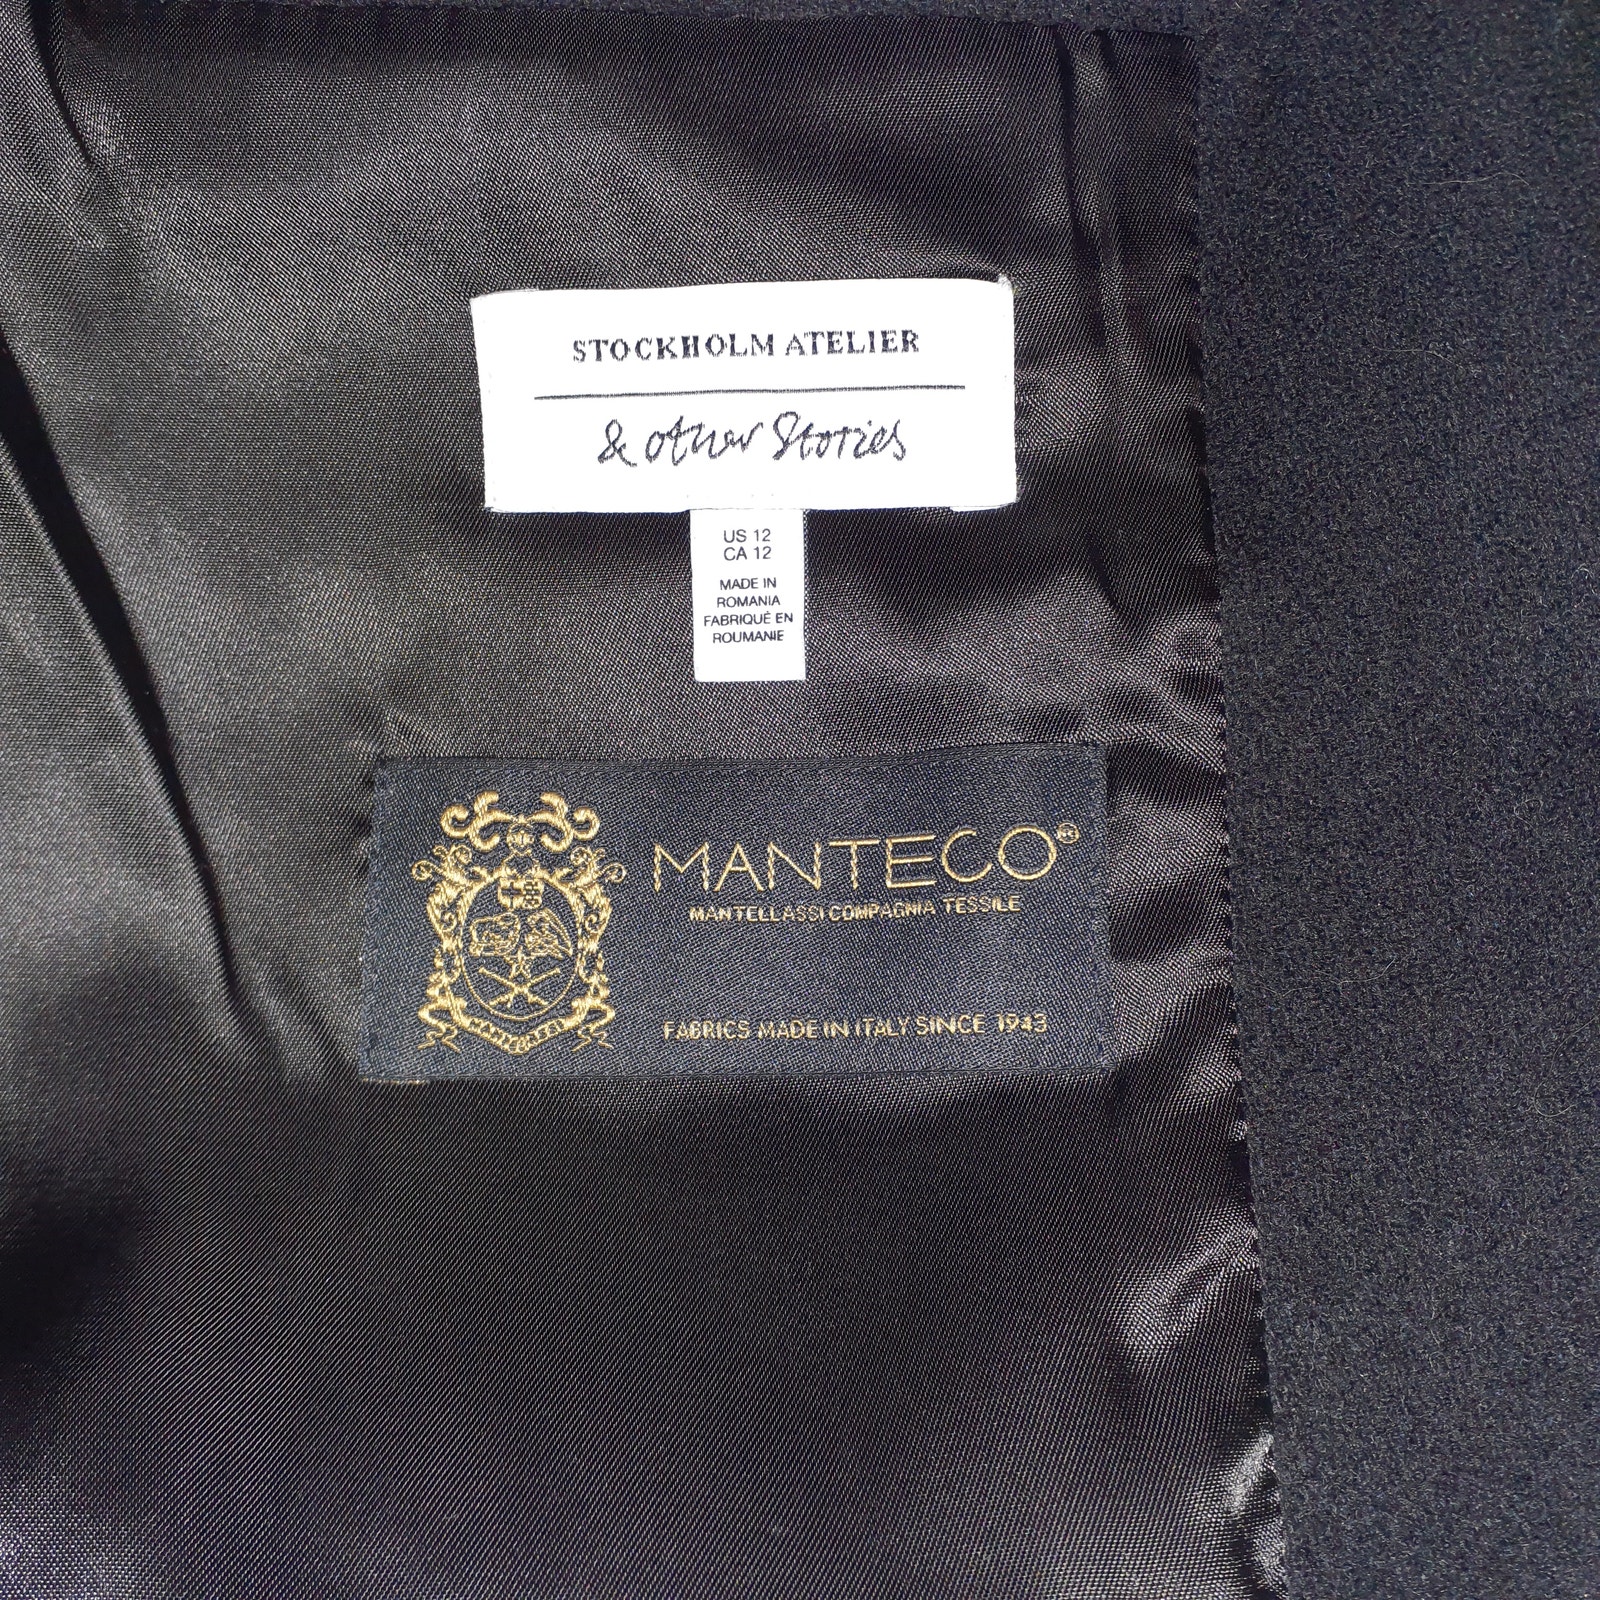 STOCKHOLM ATELIER
& other Stories
US 12
CA 12
MADE IN
ROMANIA
FABRIQUÉ EN
ROUMANIE
MANTECO®
MANTELLASSI COMPAGNIA TESSILE
FABRICS MADE IN ITALY SINCE 1943